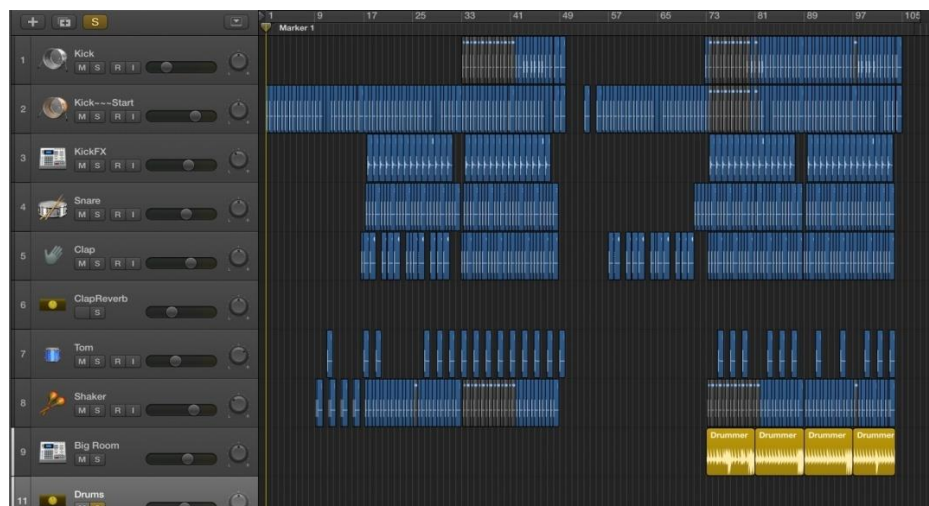 + S
1 9 17 25 33 41 49 57 65 73 81 89 97 105
Marker 1
1 Kick
M S R I
2 Kick~~~Start
M S R I
3 KickFX
M S R I
4 Snare
M S R I
5 Clap
M S R I
6 ClapReverb
S
7 Tom
M S R I
8 Shaker
M S R I
9 Big Room
M S
Drummer Drummer Drummer Drummer
11 Drums